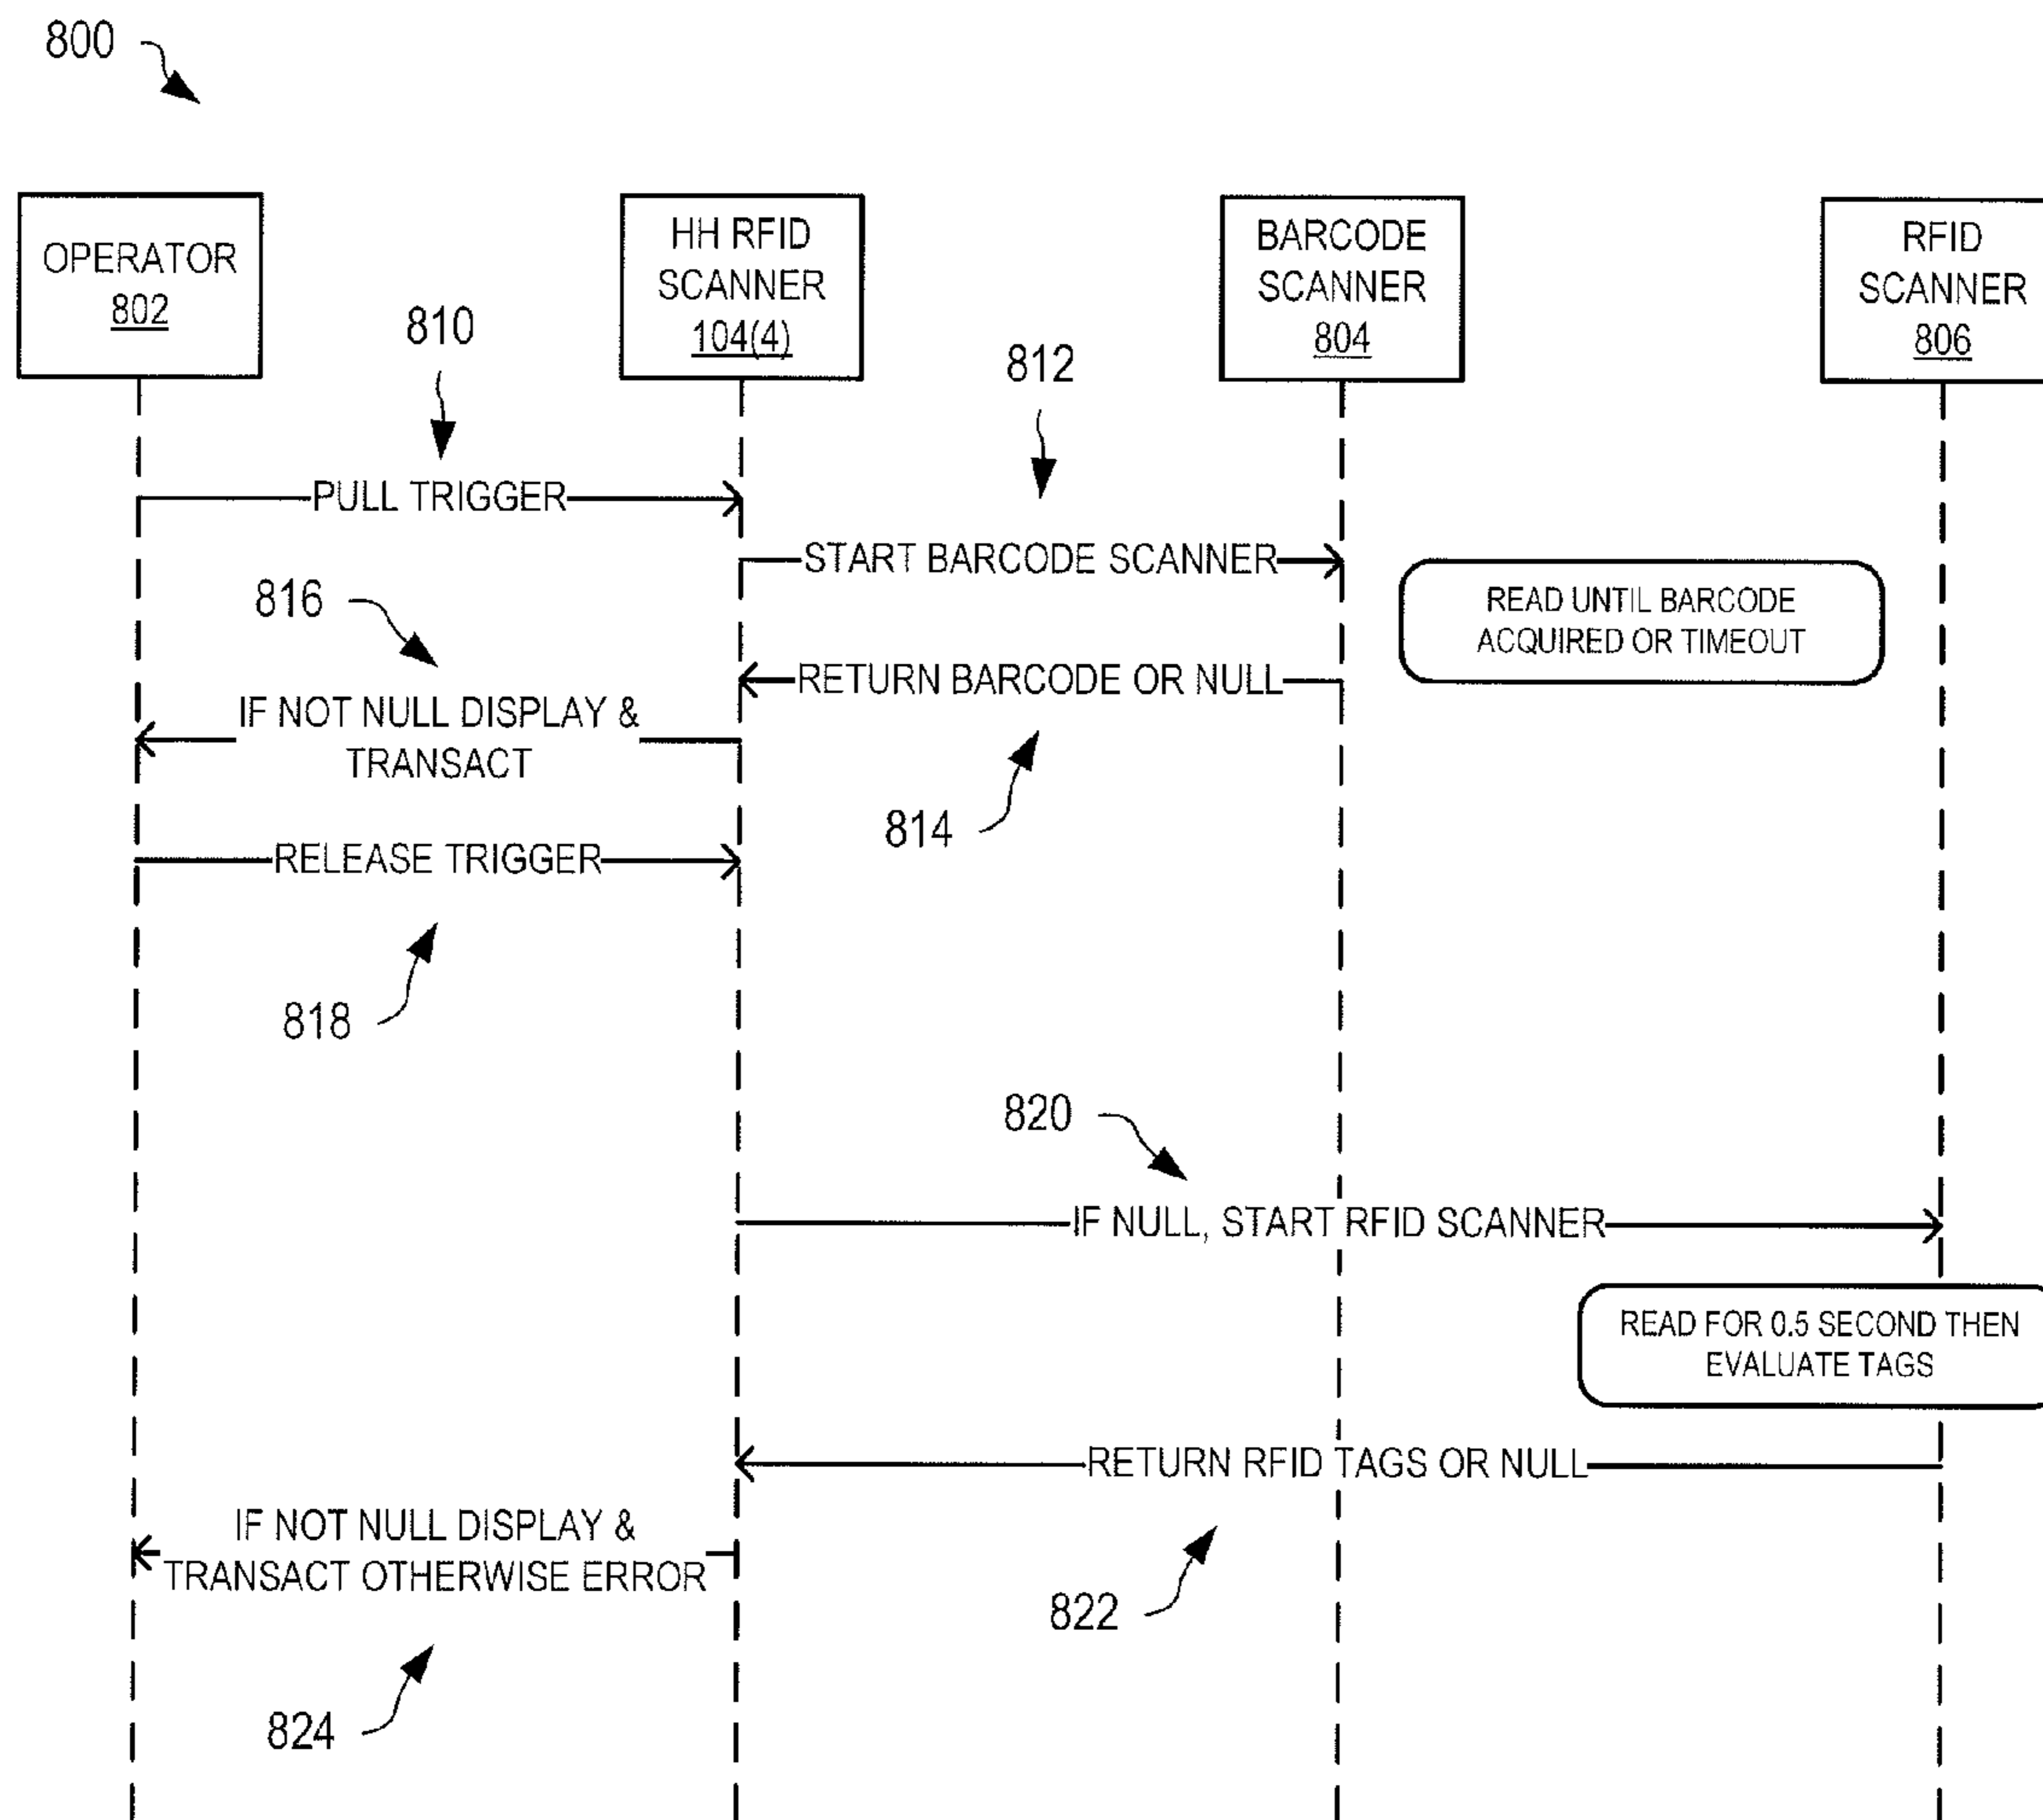 800
OPERATOR
802
HH RFID
SCANNER
104(4)
BARCODE
SCANNER
804
RFID
SCANNER
806
810
812
PULL TRIGGER
START BARCODE SCANNER
816
READ UNTIL BARCODE
ACQUIRED OR TIMEOUT
RETURN BARCODE OR NULL
IF NOT NULL DISPLAY &
TRANSACT
814
RELEASE TRIGGER
818
820
IF NULL, START RFID SCANNER
READ FOR 0.5 SECOND THEN
EVALUATE TAGS
RETURN RFID TAGS OR NULL
IF NOT NULL DISPLAY &
TRANSACT OTHERWISE ERROR
822
824